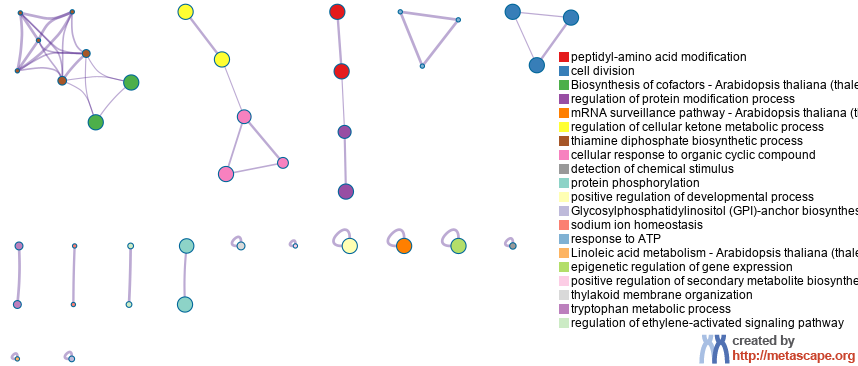 peptidyl-amino acid modification
cell division
Biosynthesis of cofactors - Arabidopsis thaliana (thale
regulation of protein modification process
mRNA surveillance pathway - Arabidopsis thaliana (t
regulation of cellular ketone metabolic process
thiamine diphosphate biosynthetic process
cellular response to organic cyclic compound
detection of chemical stimulus
protein phosphorylation
positive regulation of developmental process
Glycosylphosphatidylinositol (GPI)-anchor biosynthes
sodium ion homeostasis
response to ATP
Linoleic acid metabolism - Arabidopsis thaliana (thale
epigenetic regulation of gene expression
positive regulation of secondary metabolite biosynthe
thylakoid membrane organization
tryptophan metabolic process
regulation of ethylene-activated signaling pathway
created by
http://metascape.org